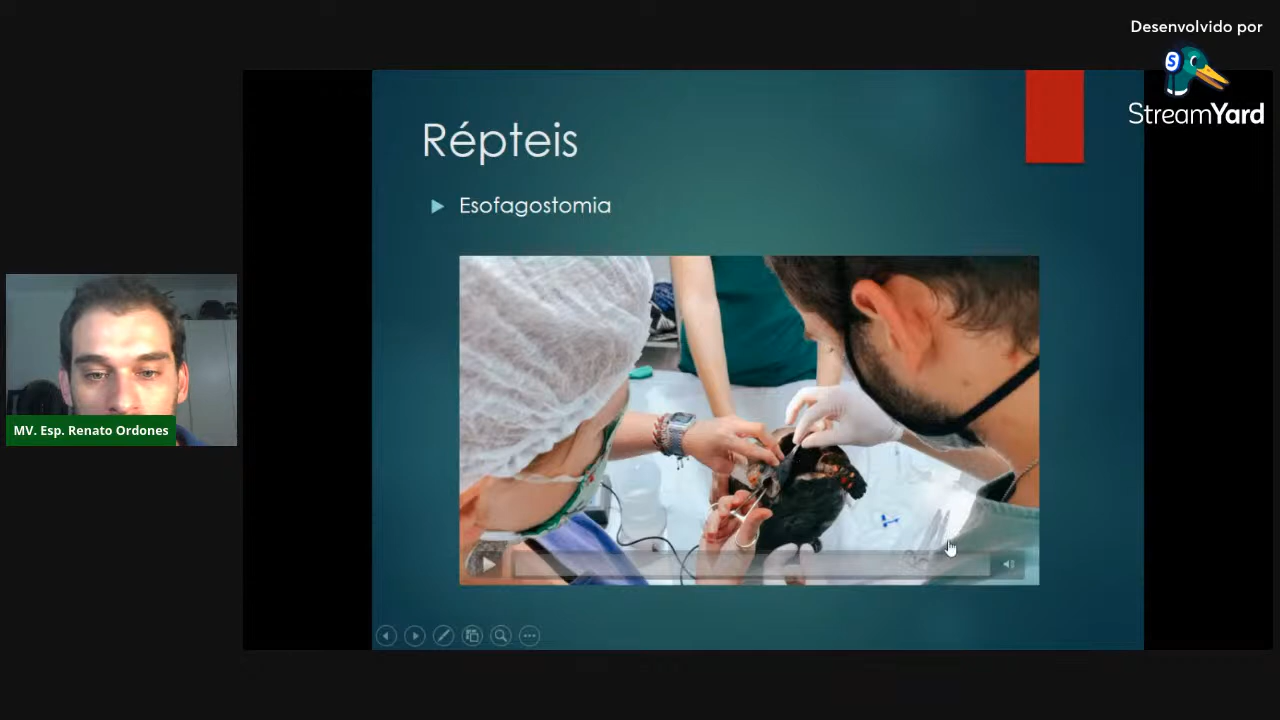 Desenvolvido por
StreamYard
Répteis
Esofagostomia
MV. Esp. Renato Ordones